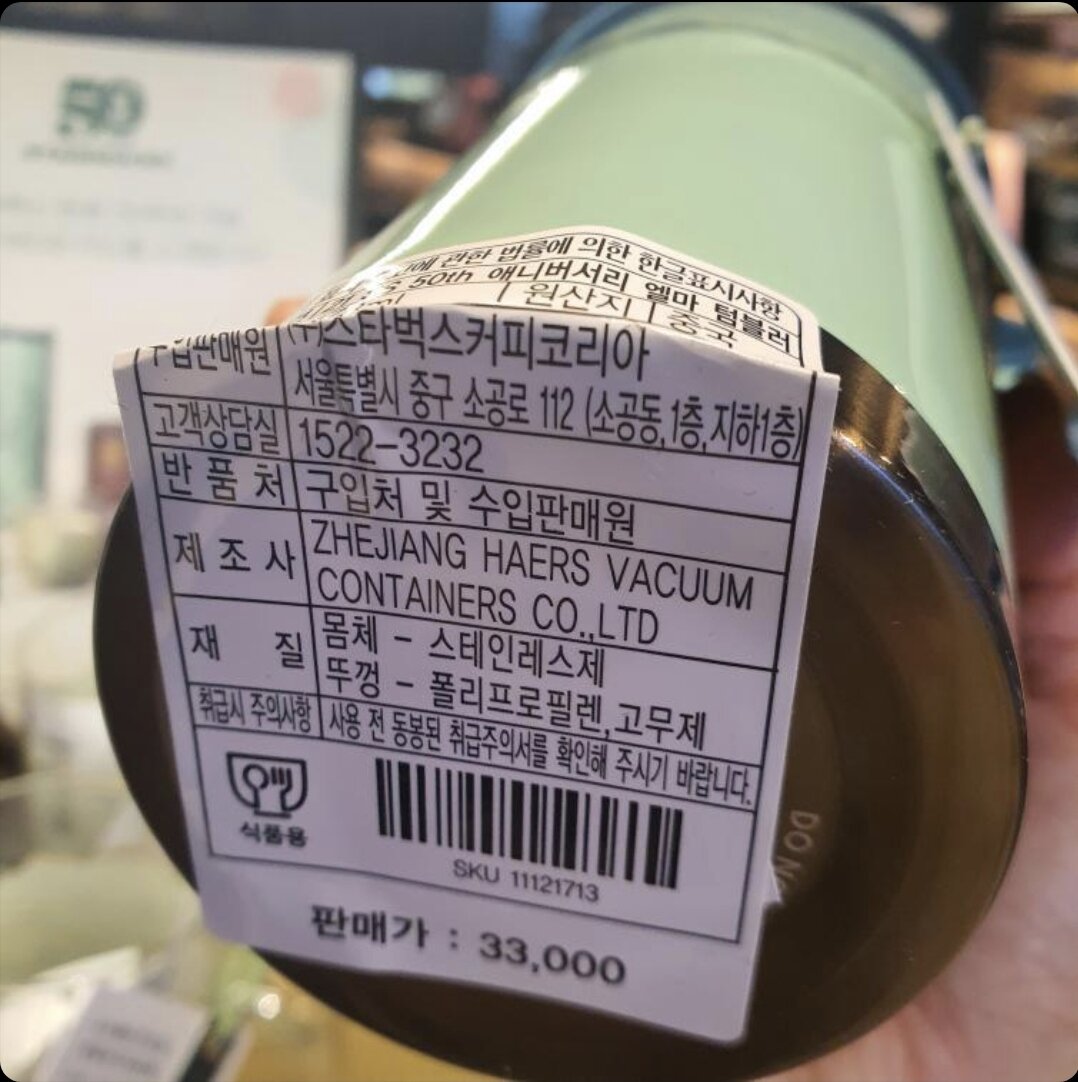 50
관한 법률에 의한 한글표시사항
50th 애니버서리 엘마 텀블러
ml 원산지 중국
수입판매원 (주)스타벅스커피코리아
서울특별시 중구 소공로 112 (소공동,1층,지하1층)
고객상담실 1522-3232
반품처 구입처 및 수입판매원
제조사 ZHEJIANG HAERS VACUUM
CONTAINERS CO.,LTD
재질 몸체 - 스테인레스제
뚜껑 - 폴리프로필렌,고무제
취급시 주의사항 사용 전 동봉된 취급주의서를 확인해 주시기 바랍니다.
식품용
SKU 11121713
판매가 : 33,000
DO N